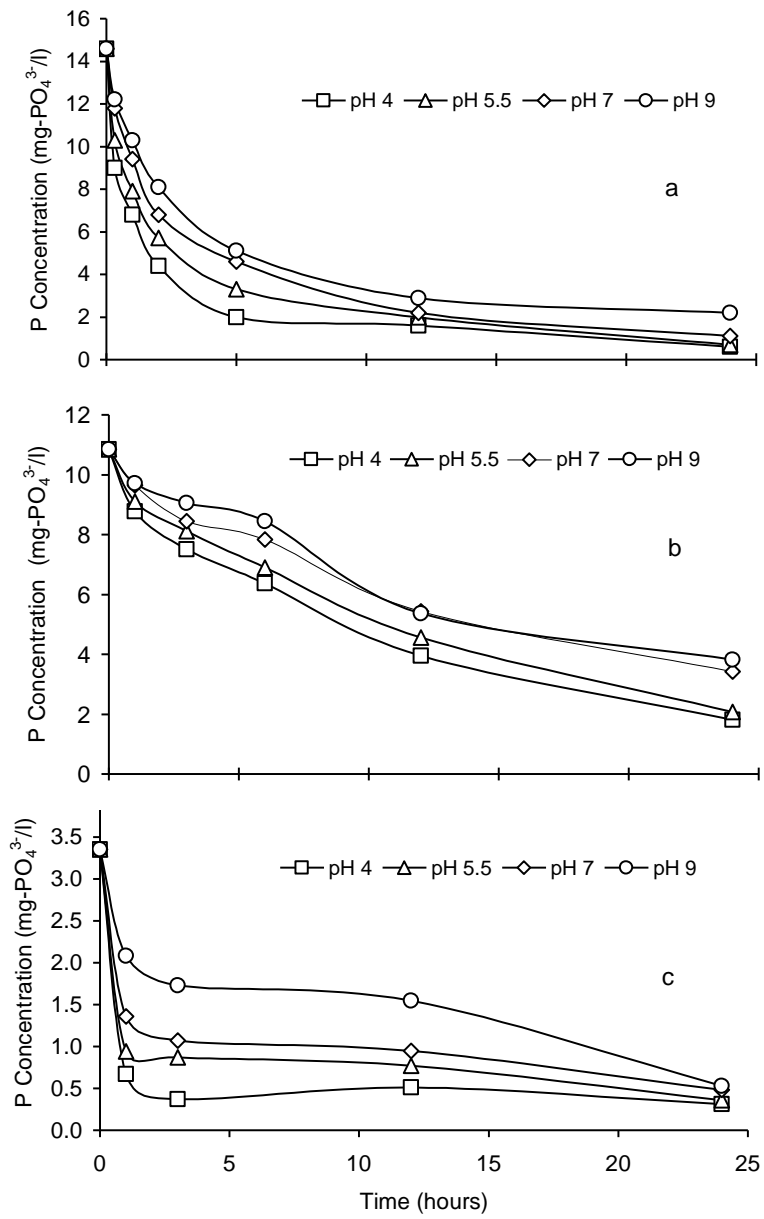 16
14
12
10
8
6
4
2
0
P Concentration (mg-PO₄³⁻/l)
pH 4 pH 5.5 pH 7 pH 9
a
12
10
8
6
4
2
0
P Concentration (mg-PO₄³⁻/l)
pH 4 pH 5.5 pH 7 pH 9
b
3.5
3.0
2.5
2.0
1.5
1.0
0.5
0.0
P Concentration (mg-PO₄³⁻/l)
pH 4 pH 5.5 pH 7 pH 9
c
0 5 10 15 20 25
Time (hours)